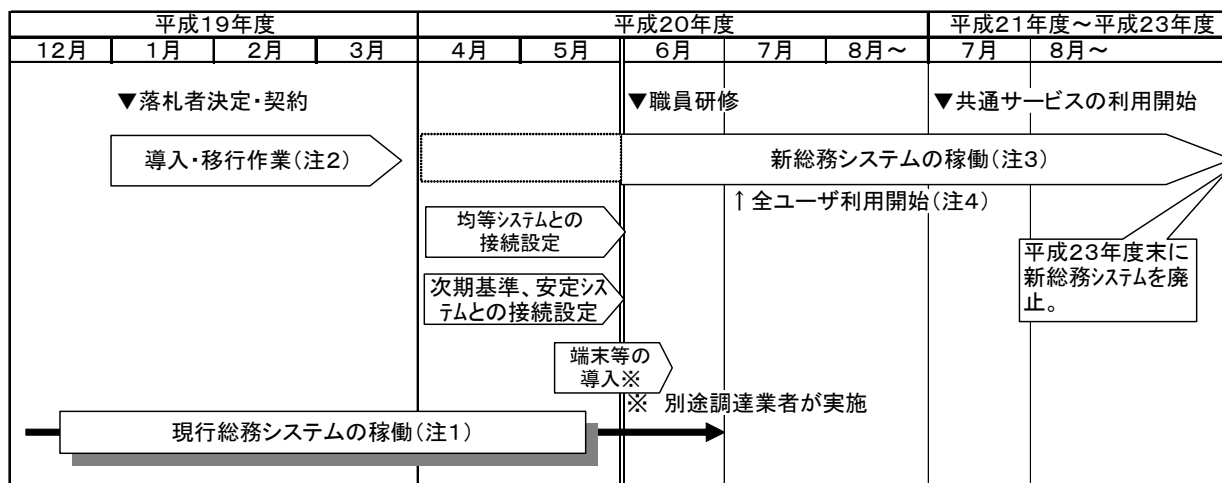 平成19年度 平成20年度 平成21年度～平成23年度
12月 1月 2月 3月 4月 5月 6月 7月 8月～ 7月 8月～
▼落札者決定・契約 ▼職員研修 ▼共通サービスの利用開始
導入・移行作業(注2) 新総務システムの稼働(注3)
↑全ユーザ利用開始(注4)
均等システムとの
接続設定
平成23年度末に
新総務システムを廃
止。
次期基準、安定シス
テムとの接続設定
端末等の
導入※
※ 別途調達業者が実施
現行総務システムの稼働(注1)